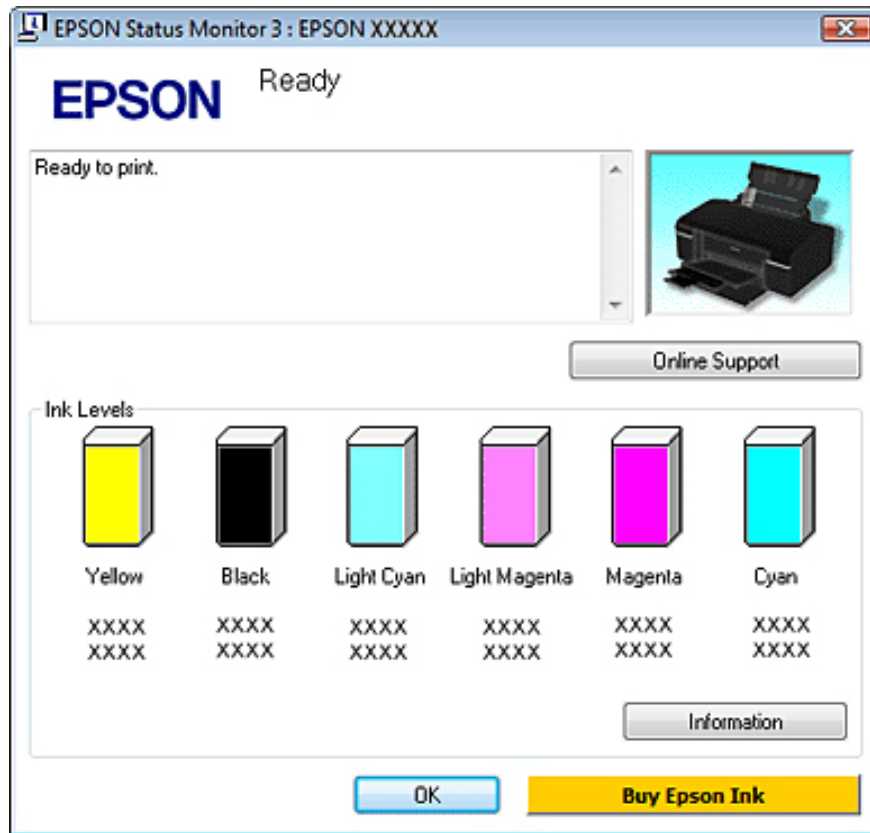 EPSON Status Monitor 3 : EPSON XXXXX
EPSON
Ready
Ready to print.
Online Support
Ink Levels
Yellow Black Light Cyan Light Magenta Magenta Cyan
XXXX XXXX XXXX XXXX XXXX XXXX
XXXX XXXX XXXX XXXX XXXX XXXX
Information
OK
Buy Epson Ink